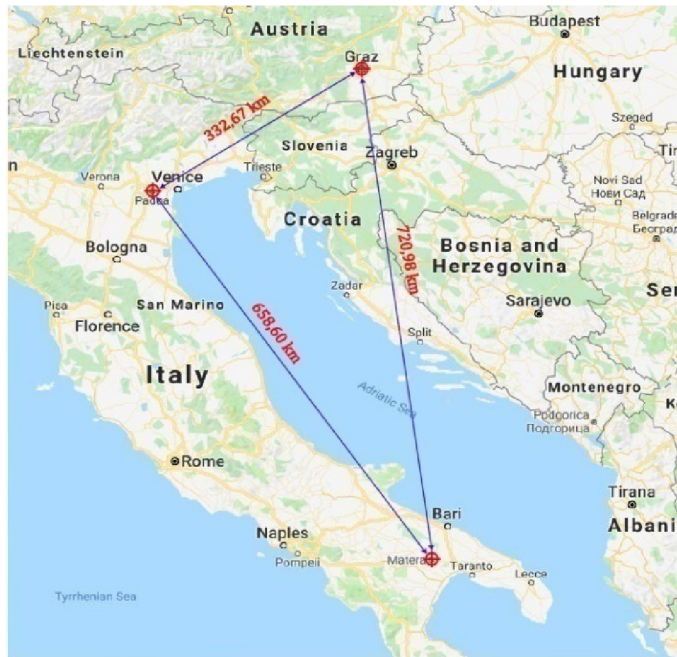 Budapest
Austria
Liechtenstein
Graz
Hungary
332,67 km
Szeged
Slovenia
Zagreb
Verona
Venice
Trieste
Padua
Novi Sad
Нови Сад
Croatia
Belgrade
Београд
Bologna
Bosnia and
Herzegovina
720,98 km
Zadar
Pisa
San Marino
Sarajevo
Ser
Florence
658,60 km
Split
Italy
Adriatic Sea
Montenegro
Podgorica
Подгорица
Rome
Tirana
Bari
Albani
Naples
Matera
Pompeii
Taranto
Lecce
Tyrrhenian Sea